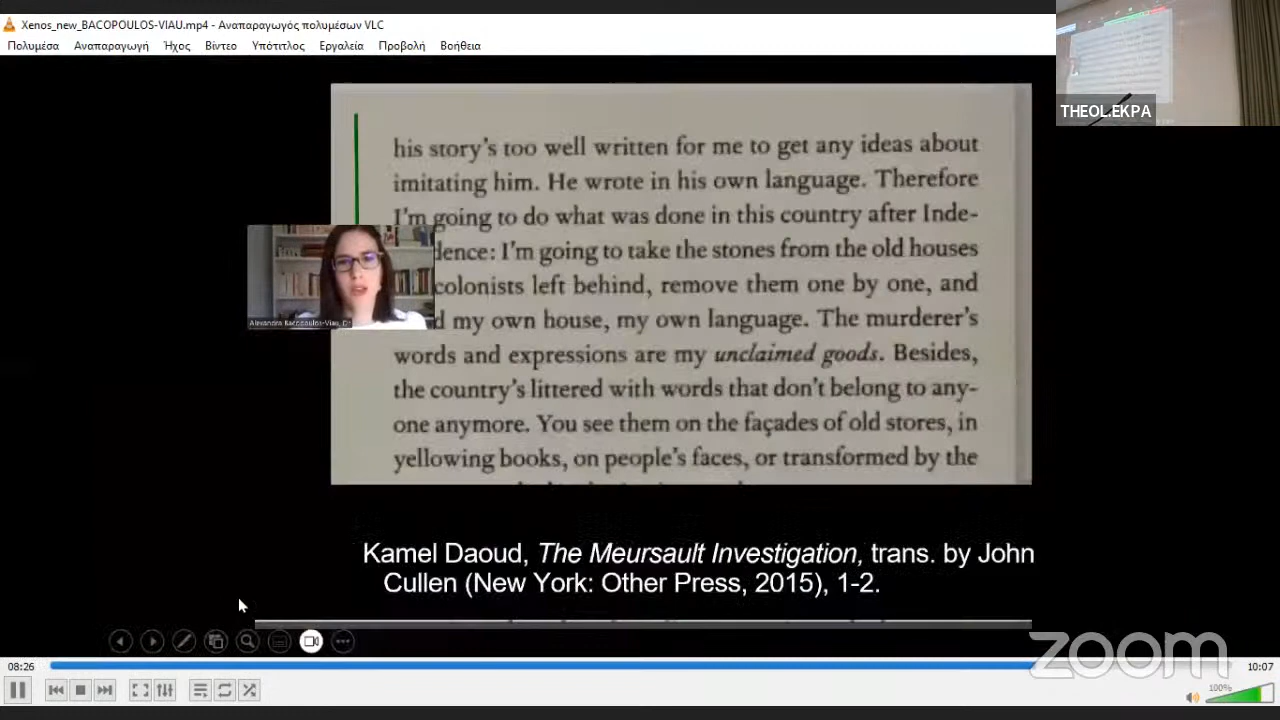 Xenos_new_BACOPOULOS-VIAU.mp4 - Αναπαραγωγός πολυμέσων VLC
Πολυμέσα Αναπαραγωγή Ήχος Βίντεο Υπότιτλος Εργαλεία Προβολή Βοήθεια
THEOL.EKPA
his story's too well written for me to get any ideas about
imitating him. He wrote in his own language. Therefore
I'm going to do what was done in this country after Inde-
dence: I'm going to take the stones from the old houses
colonists left behind, remove them one by one, and
d my own house, my own language. The murderer's
words and expressions are my unclaimed goods. Besides,
the country's littered with words that don't belong to any-
one anymore. You see them on the façades of old stores, in
yellowing books, on people's faces, or transformed by the
Alexandra Bacopoulos-Viau,
Kamel Daoud, The Meursault Investigation, trans. by John
Cullen (New York: Other Press, 2015), 1-2.
zoom
08:26
10:07
100%